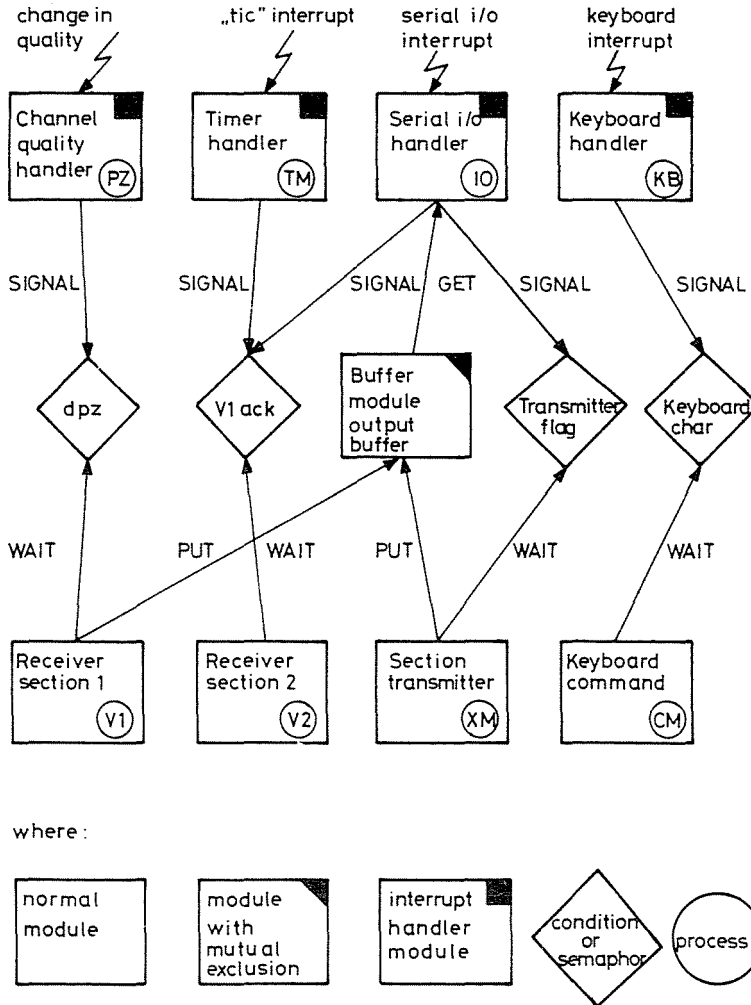 change in
quality
„tic" interrupt
serial i/o
interrupt
keyboard
interrupt
Channel
quality
handler
PZ
Timer
handler
TM
Serial i/o
handler
IO
Keyboard
handler
KB
SIGNAL
SIGNAL
SIGNAL
GET
SIGNAL
SIGNAL
dpz
V1 ack
Buffer
module
output
buffer
Transmitter
flag
Keyboard
char
WAIT
PUT
WAIT
PUT
WAIT
WAIT
Receiver
section 1
V1
Receiver
section 2
V2
Section
transmitter
XM
Keyboard
command
CM
where :
normal
module
module
with
mutual
exclusion
interrupt
handler
module
condition
or
semaphor
process